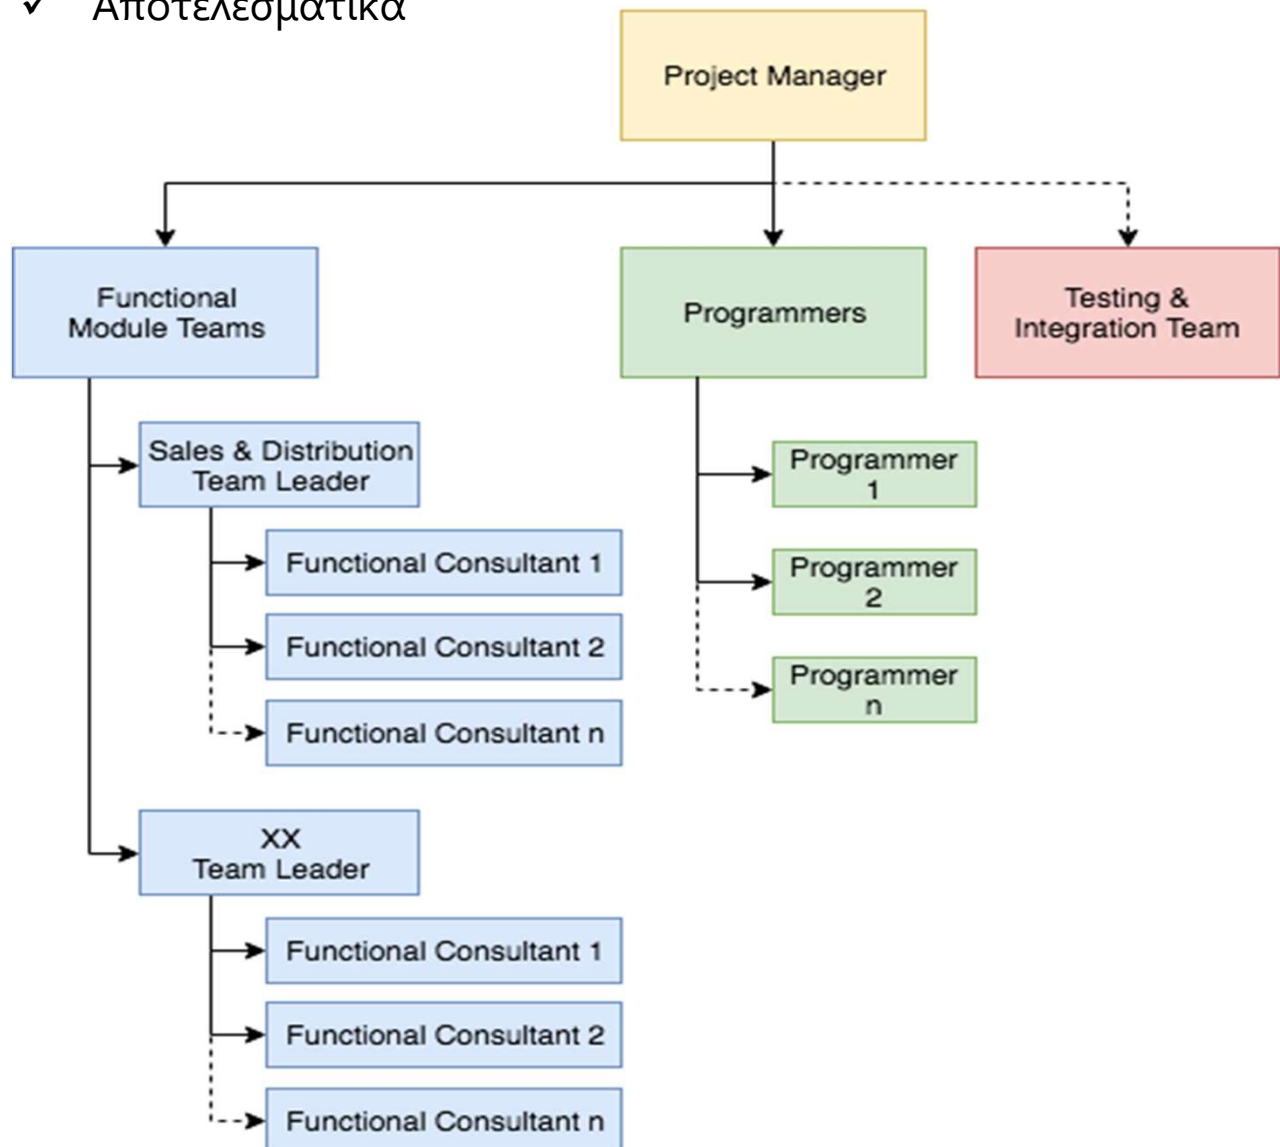 ✓ Αποτελεσματικά
Project Manager
Functional
Module Teams
Programmers
Testing &
Integration Team
Sales & Distribution
Team Leader
Functional Consultant 1
Functional Consultant 2
Functional Consultant n
XX
Team Leader
Functional Consultant 1
Functional Consultant 2
Functional Consultant n
Programmer
1
Programmer
2
Programmer
n